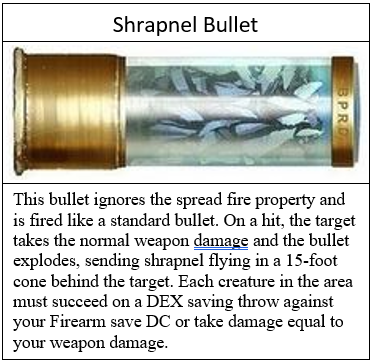 Shrapnel Bullet
BPRD
This bullet ignores the spread fire property and
is fired like a standard bullet. On a hit, the target
takes the normal weapon damage and the bullet
explodes, sending shrapnel flying in a 15-foot
cone behind the target. Each creature in the area
must succeed on a DEX saving throw against
your Firearm save DC or take damage equal to
your weapon damage.